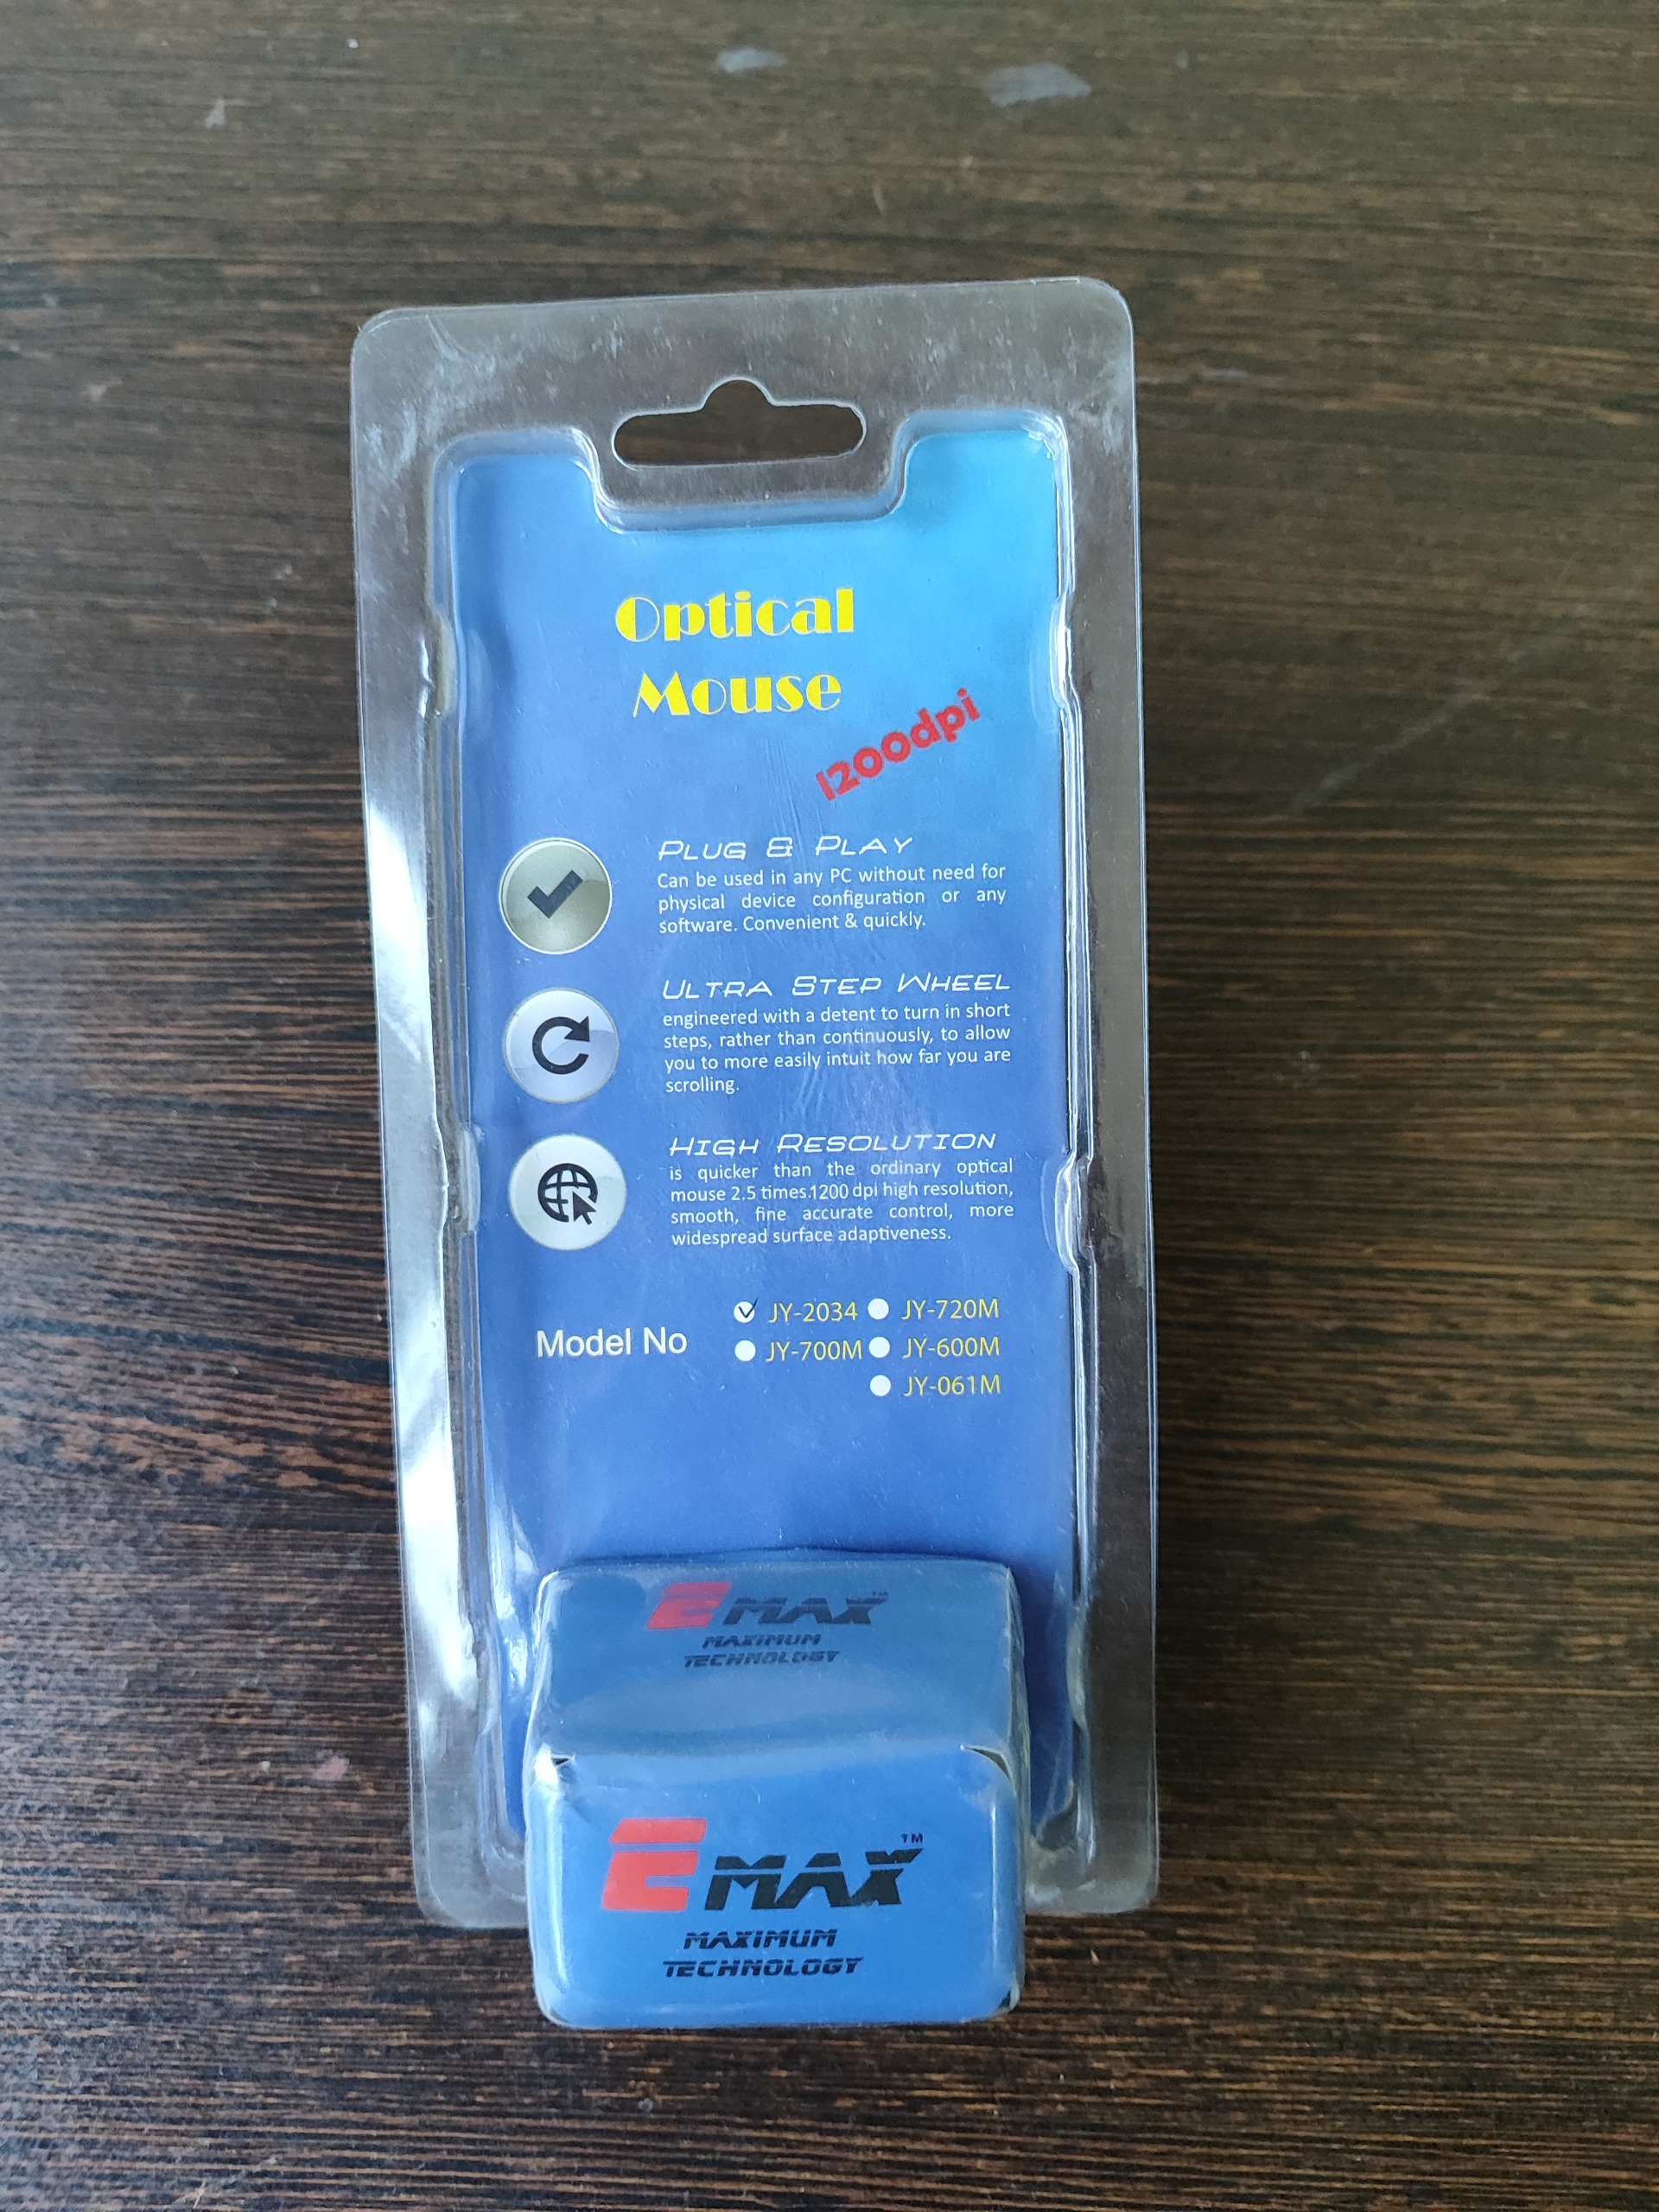 Optical
Mouse
1200dpi
PLUG & PLAY
Can be used in any PC without need for
physical device configuration or any
software. Convenient & quickly.
ULTRA STEP WHEEL
engineered with a detent to turn in short
steps, rather than continuously, to allow
you to more easily intuit how far you are
scrolling.
HIGH RESOLUTION
is quicker than the ordinary optical
mouse 2.5 times.1200 dpi high resolution,
smooth, fine accurate control, more
widespread surface adaptiveness.
Model No
JY-2034 JY-720M
JY-700M JY-600M
JY-061M
EMAX™
MAXIMUM
TECHNOLOGY
EMAX™
MAXIMUM
TECHNOLOGY